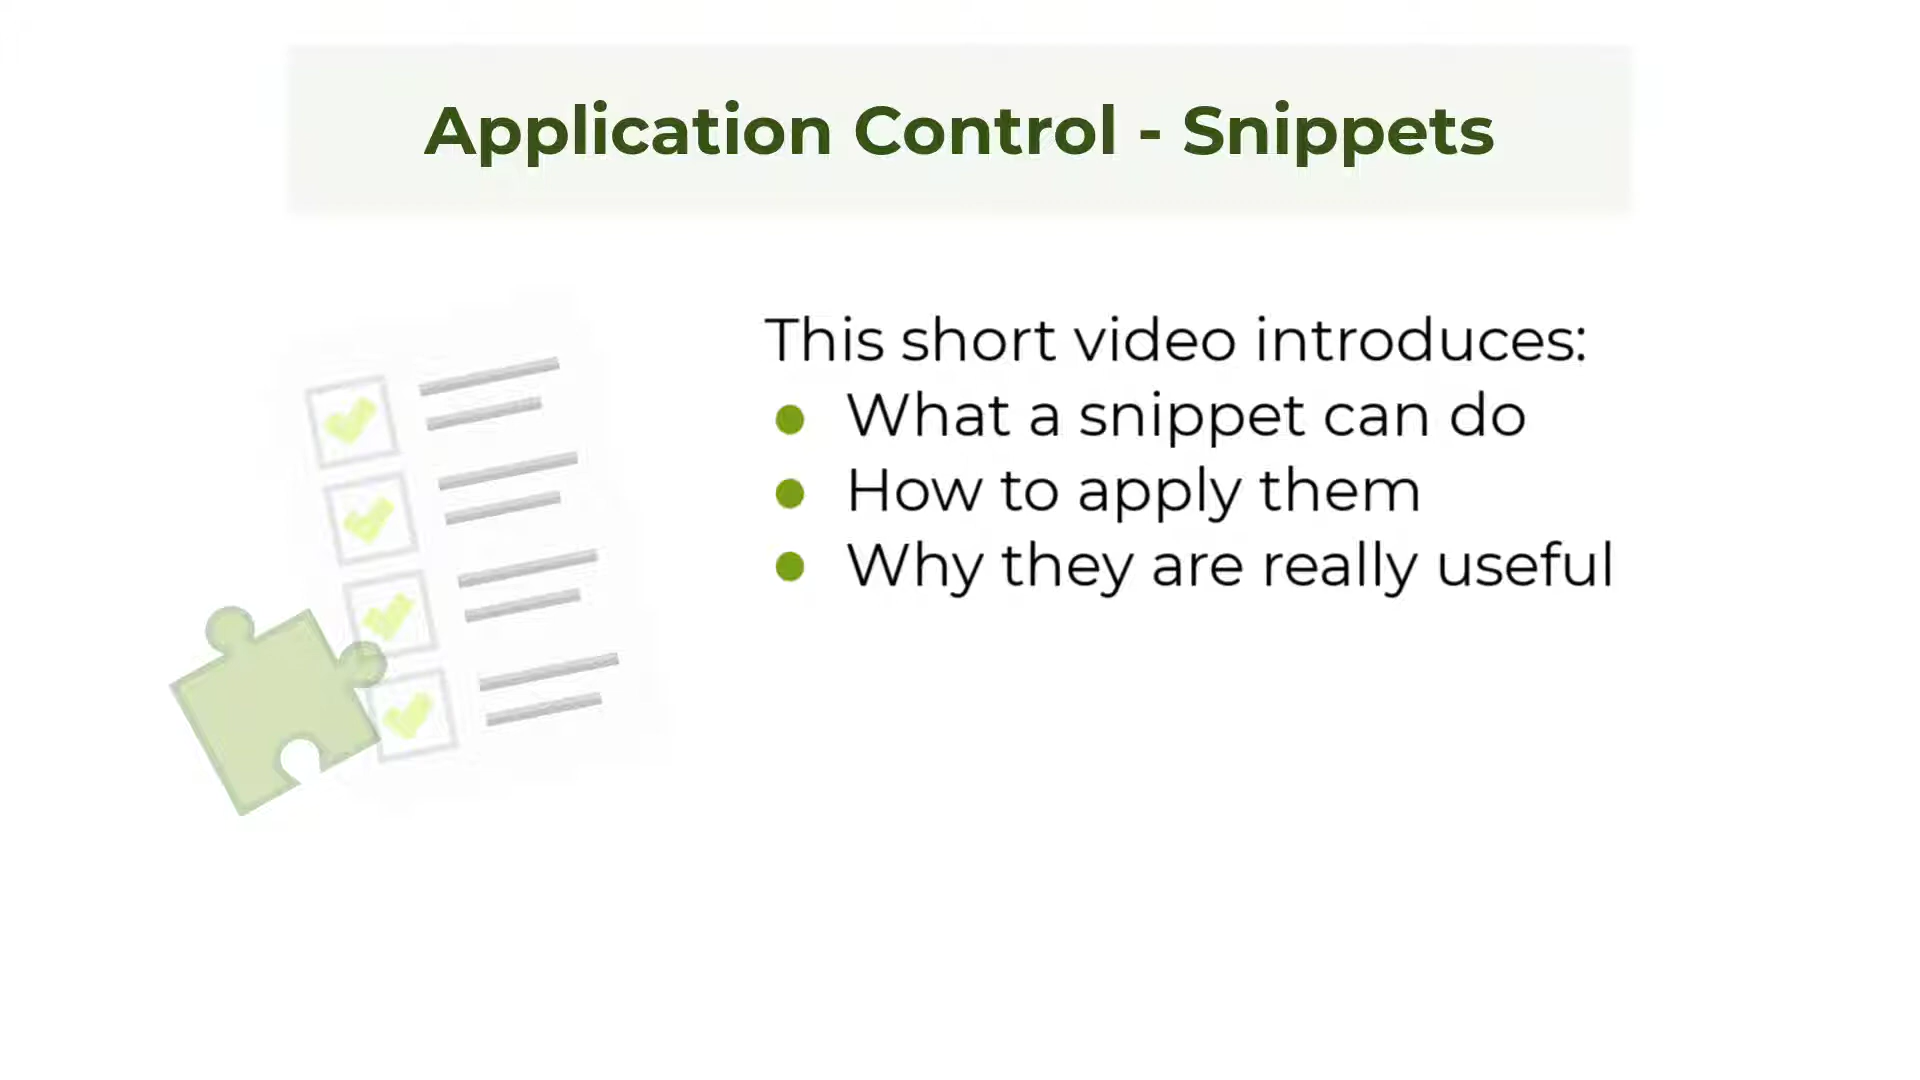 Application Control - Snippets
This short video introduces:
What a snippet can do
How to apply them
Why they are really useful